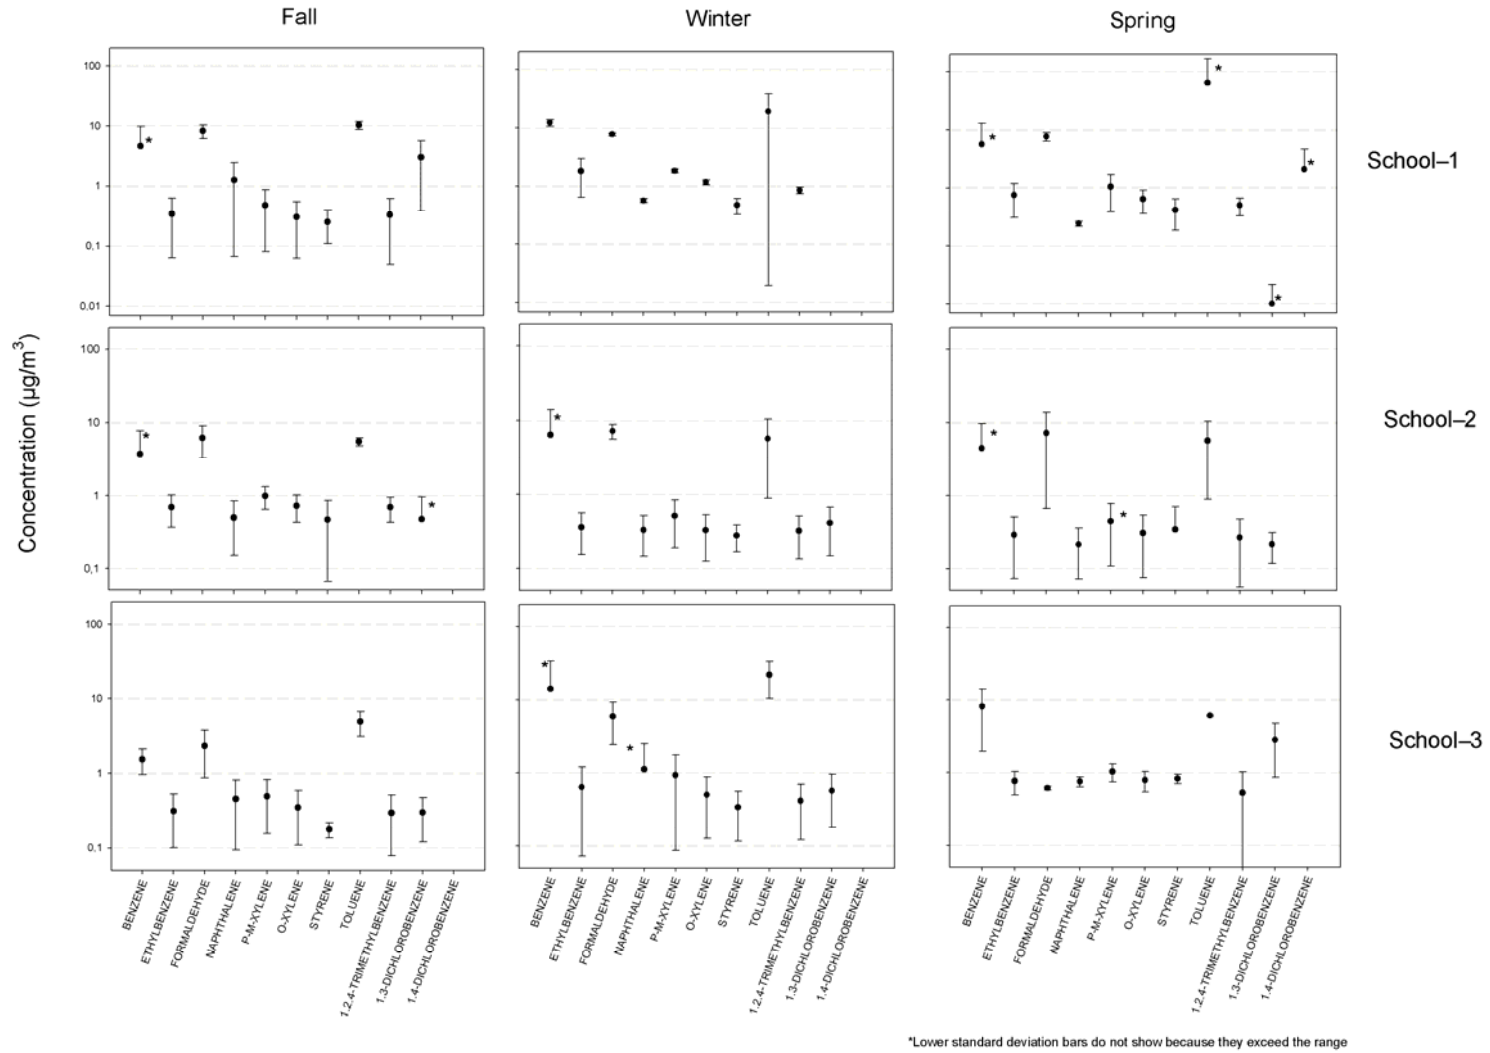 Fall Winter Spring
100
10
1
0,1
0,01
School–1
100
10
1
0,1
School–2
100
10
1
0.1
School–3
Concentration (µg/m³)
BENZENE
ETHYLBENZENE
FORMALDEHYDE
NAPHTHALENE
P-M-XYLENE
O-XYLENE
STYRENE
TOLUENE
1.2.4-TRIMETHYLBENZENE
1.3-DICHLOROBENZENE
1.4-DICHLOROBENZENE
BENZENE
ETHYLBENZENE
FORMALDEHYDE
NAPHTHALENE
P-M-XYLENE
O-XYLENE
STYRENE
TOLUENE
1.2.4-TRIMETHYLBENZENE
1.3-DICHLOROBENZENE
1.4-DICHLOROBENZENE
BENZENE
ETHYLBENZENE
FORMALDEHYDE
NAPHTHALENE
P-M-XYLENE
O-XYLENE
STYRENE
TOLUENE
1.2.4-TRIMETHYLBENZENE
1.3-DICHLOROBENZENE
1.4-DICHLOROBENZENE
*Lower standard deviation bars do not show because they exceed the range